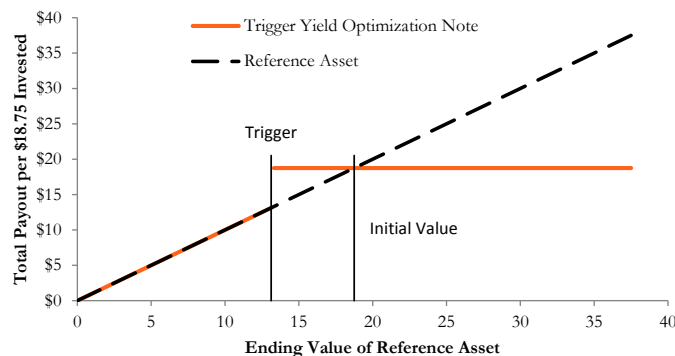 $40
$35
$30
$25
$20
$15
$10
$5
$0
Total Payout per $18.75 Invested
Trigger Yield Optimization Note
Reference Asset
Trigger
Initial Value
0 5 10 15 20 25 30 35 40
Ending Value of Reference Asset